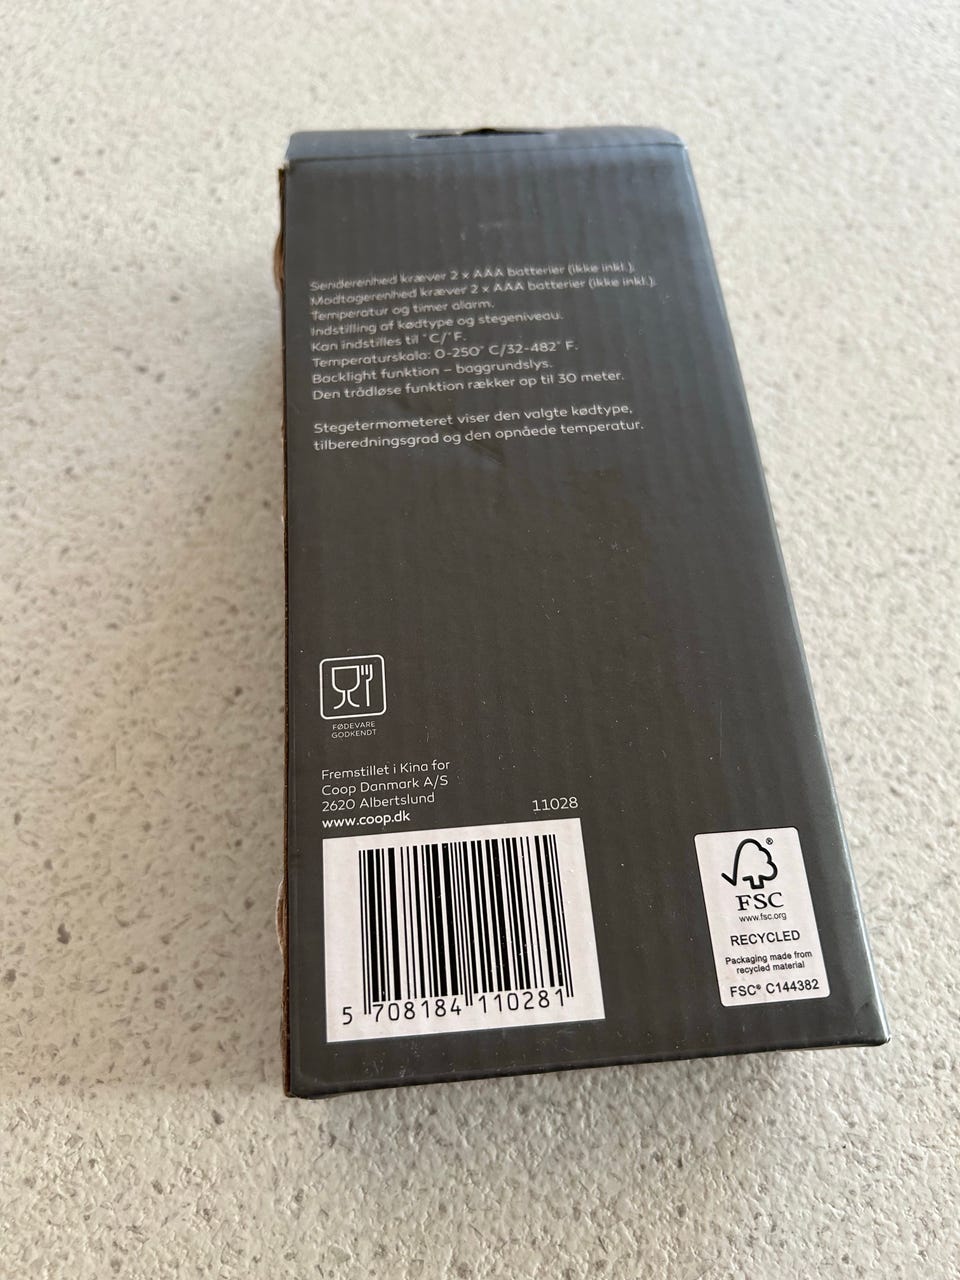 Senderenhed kræver 2 x AAA batterier (ikke inkl.).
Modtagerenhed kræver 2 x AAA batterier (ikke inkl.).
Temperatur og timer alarm.
Indstilling af kødtype og stegeniveau.
Kan indstilles til °C/°F.
Temperaturskala: 0-250° C/32-482° F.
Backlight funktion – baggrundslys.
Den trådløse funktion rækker op til 30 meter.
Stegetermometeret viser den valgte kødtype,
tilberedningsgrad og den opnåede temperatur.
FØDEVARE
GODKENDT
Fremstillet i Kina for
Coop Danmark A/S
2620 Albertslund
www.coop.dk
11028
5 708184 110281
®
FSC
www.fsc.org
RECYCLED
Packaging made from
recycled material
FSC® C144382